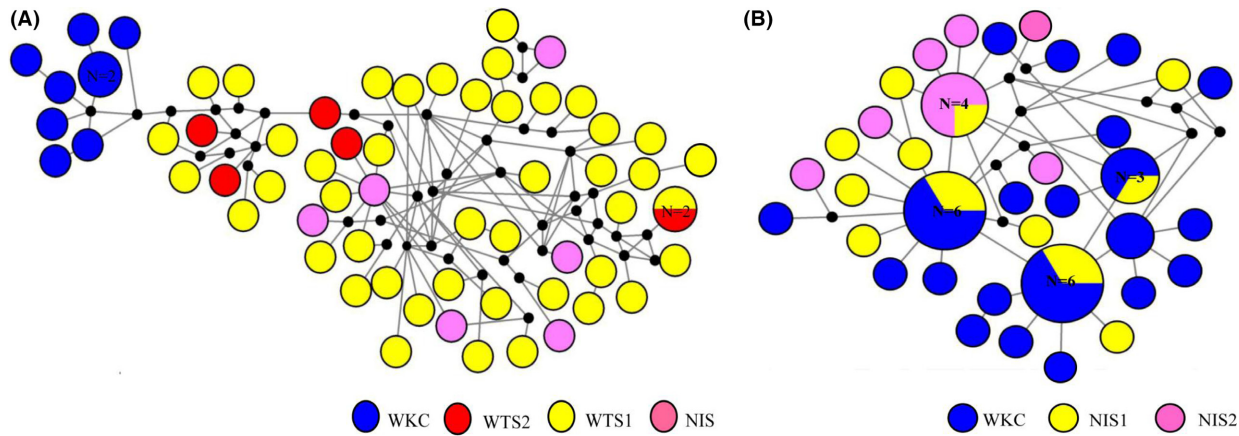 (A)
(B)
N=2
N=2
WKC WTS2 WTS1 NIS
N=4
N=3
N=6
N=6
WKC NIS1 NIS2